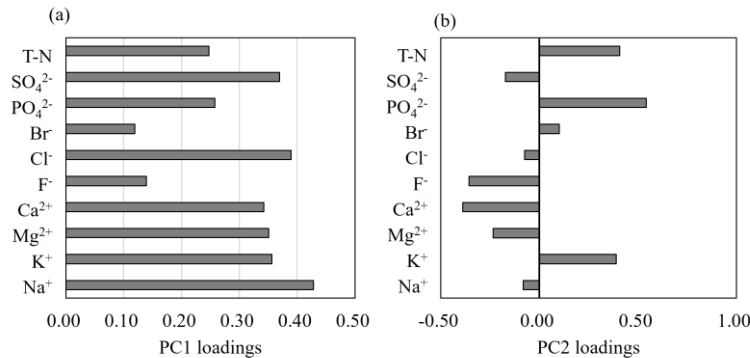 (a)
T-N
SO₄²⁻
PO₄²⁻
Br⁻
Cl⁻
F⁻
Ca²⁺
Mg²⁺
K⁺
Na⁺
0.00 0.10 0.20 0.30 0.40 0.50
PC1 loadings
(b)
T-N
SO₄²⁻
PO₄²⁻
Br⁻
Cl⁻
F⁻
Ca²⁺
Mg²⁺
K⁺
Na⁺
-0.50 0.00 0.50 1.00
PC2 loadings